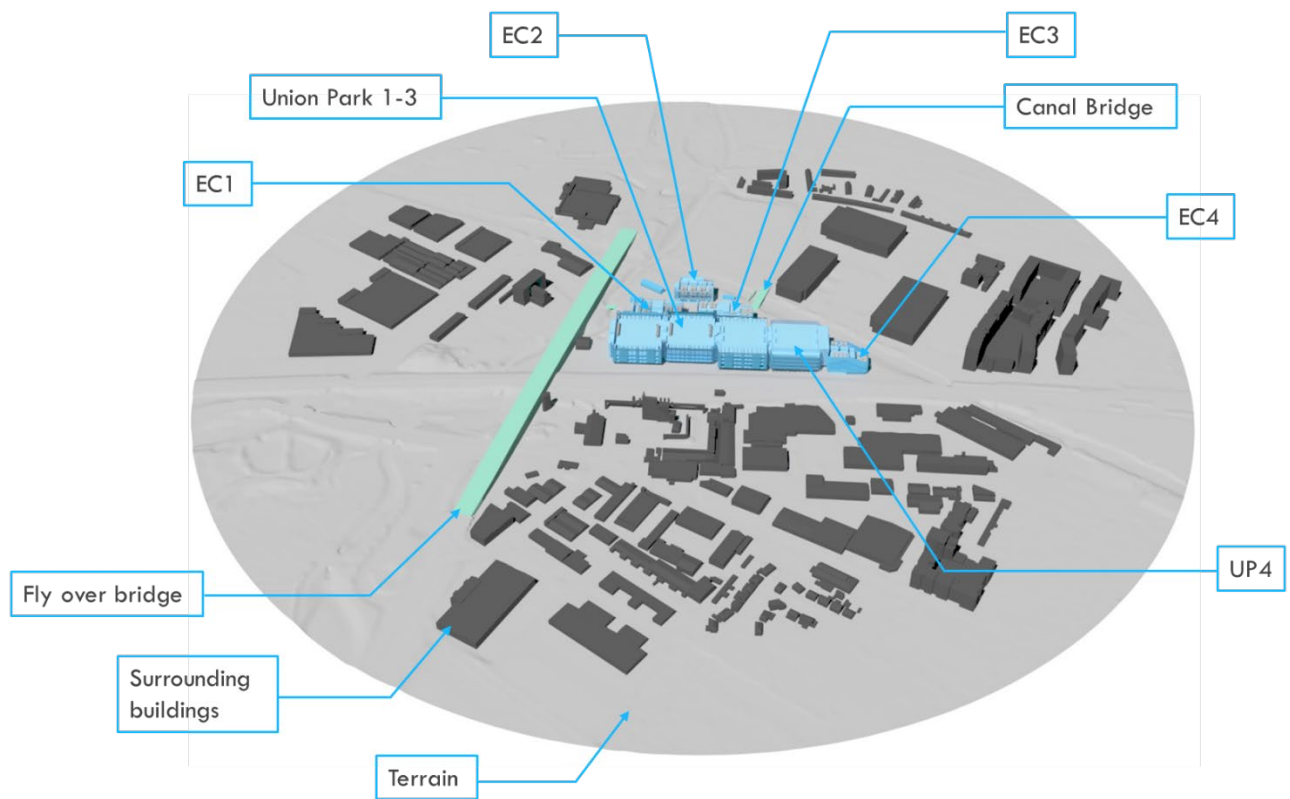 EC2
EC3
Union Park 1-3
Canal Bridge
EC1
EC4
UP4
Fly over bridge
Surrounding
buildings
Terrain